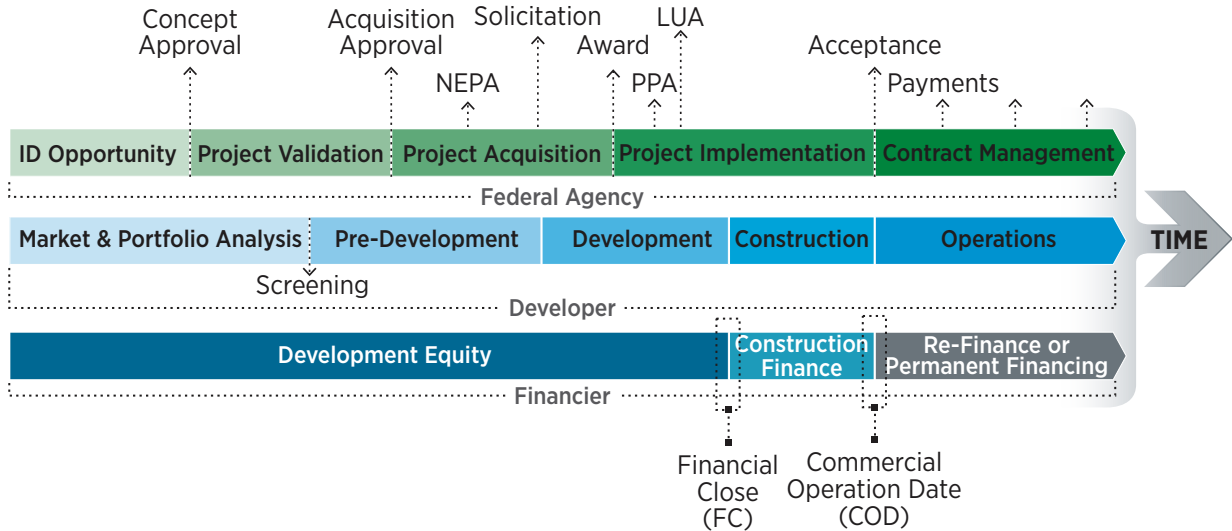 Concept
Approval
Acquisition
Approval
NEPA
Solicitation
Award
PPA
LUA
Acceptance
Payments
ID Opportunity
Project Validation
Project Acquisition
Project Implementation
Contract Management
Federal Agency
Market & Portfolio Analysis
Pre-Development
Development
Construction
Operations
TIME
Screening
Developer
Development Equity
Construction
Finance
Re-Finance or
Permanent Financing
Financier
Financial
Close
(FC)
Commercial
Operation Date
(COD)